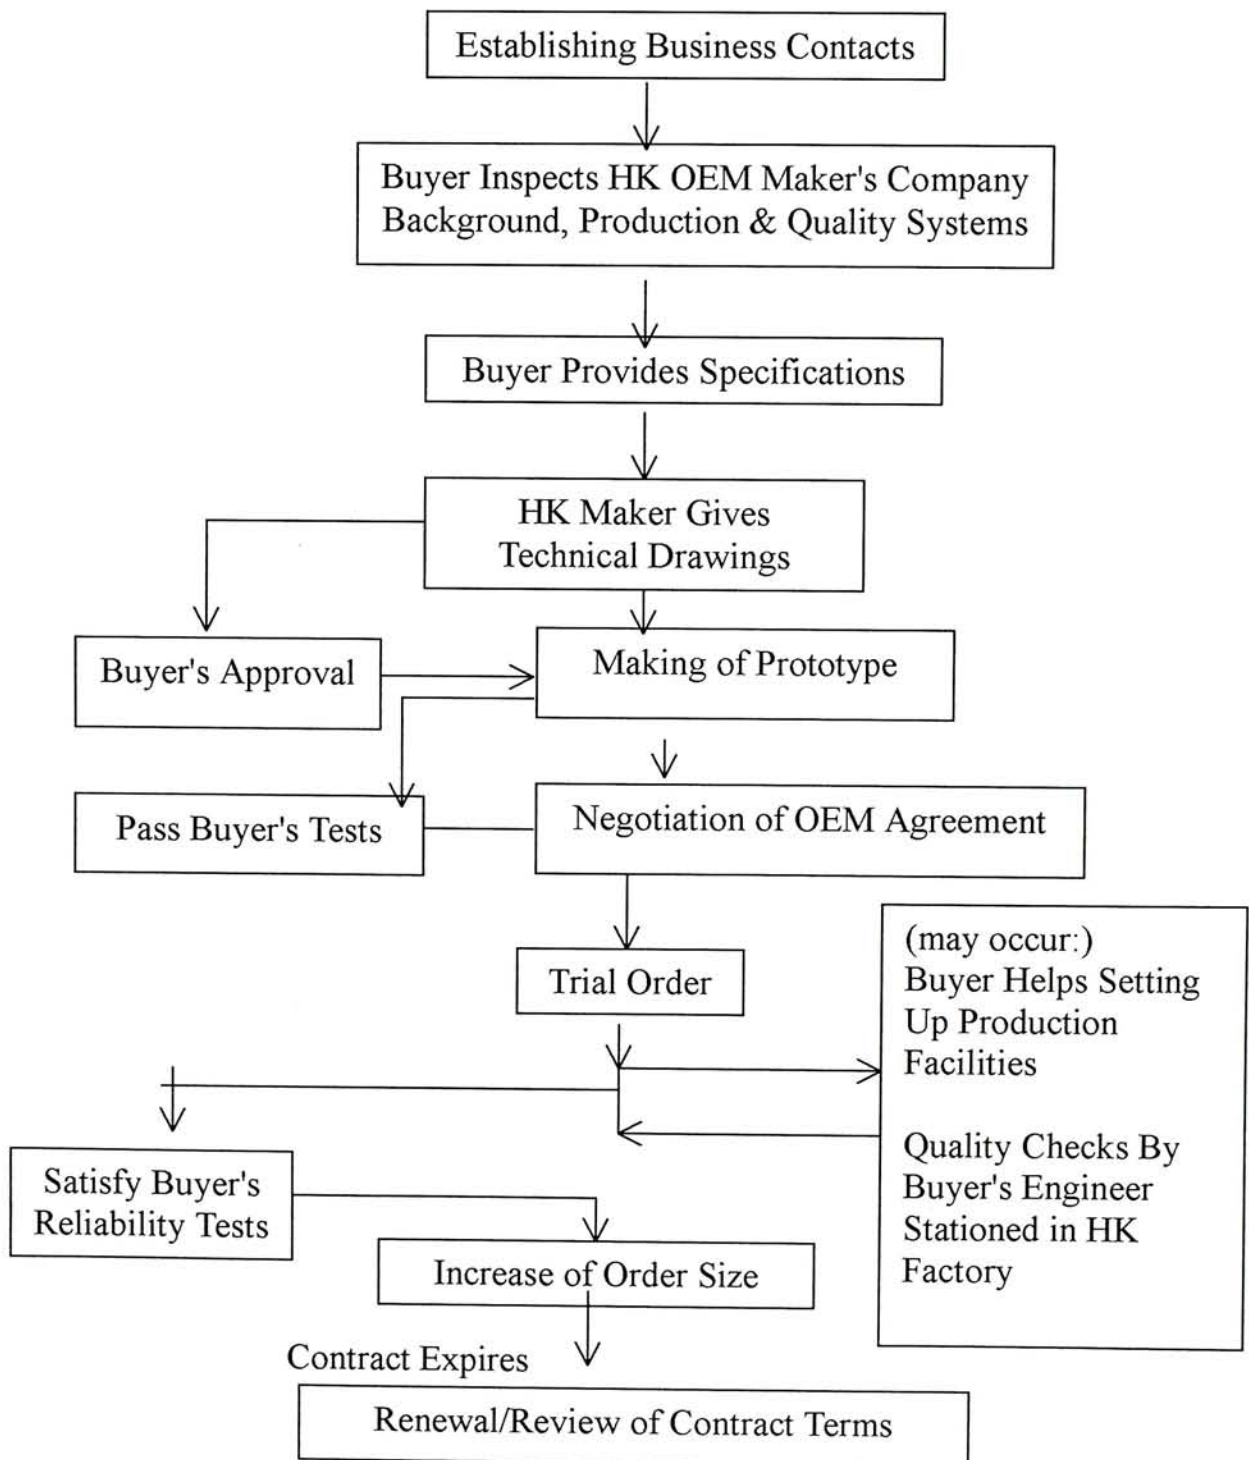 Establishing Business Contacts
Buyer Inspects HK OEM Maker's Company
Background, Production & Quality Systems
Buyer Provides Specifications
HK Maker Gives
Technical Drawings
Buyer's Approval
Making of Prototype
Pass Buyer's Tests
Negotiation of OEM Agreement
Trial Order
(may occur:)
Buyer Helps Setting
Up Production
Facilities
Quality Checks By
Buyer's Engineer
Stationed in HK
Factory
Satisfy Buyer's
Reliability Tests
Increase of Order Size
Contract Expires
Renewal/Review of Contract Terms